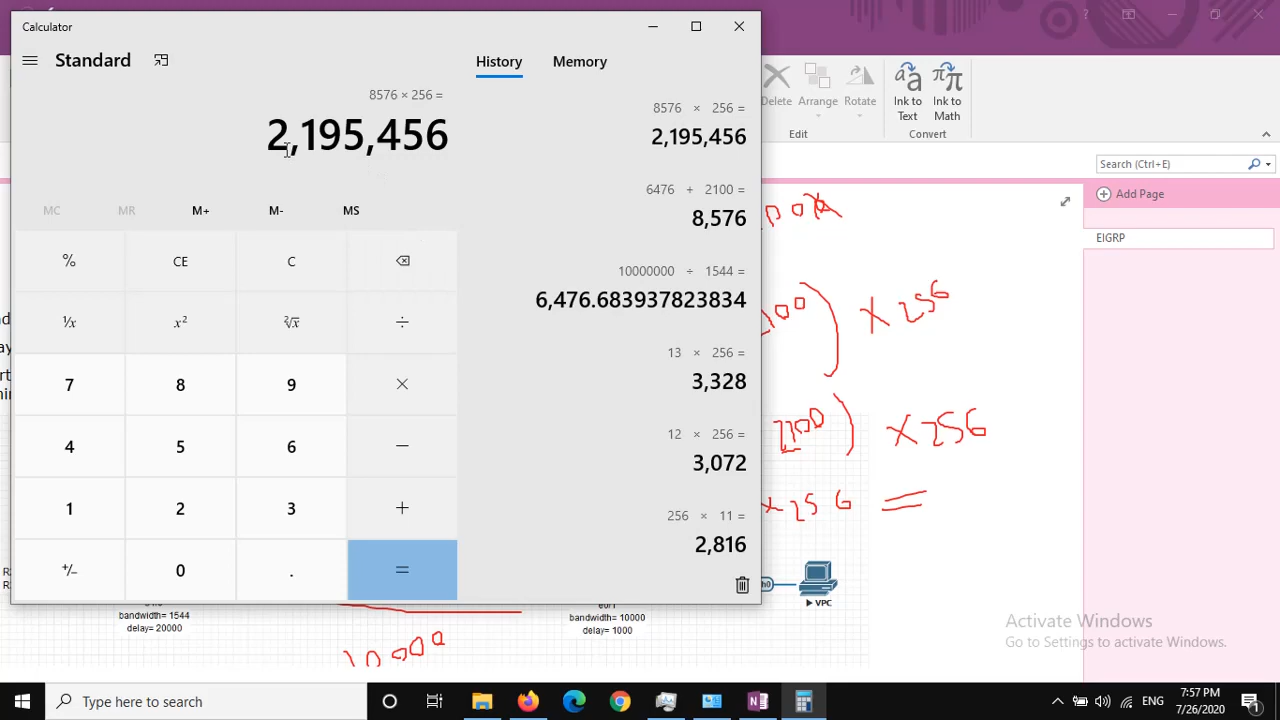 Calculator
Standard
History
Memory
8576 × 256 =
2,195,456
MC
MR
M+
M-
MS
%
CE
C
¹/x
x²
²√x
÷
7
8
9
×
4
5
6
−
1
2
3
+
+/−
0
.
=
8576 × 256 =
2,195,456
6476 + 2100 =
8,576
10000000 ÷ 1544 =
6,476.683937823834
13 × 256 =
3,328
12 × 256 =
3,072
256 × 11 =
2,816
Delete
Arrange
Rotate
Ink to Text
Ink to Math
Edit
Convert
Search (Ctrl+E)
Add Page
EIGRP
) × 256
2100 ) × 256
× 256 =
VPC
bandwidth= 1544
delay= 20000
bandwidth= 10000
delay= 1000
10000
Activate Windows
Go to Settings to activate Windows.
Type here to search
ENG
7:57 PM
7/26/2020